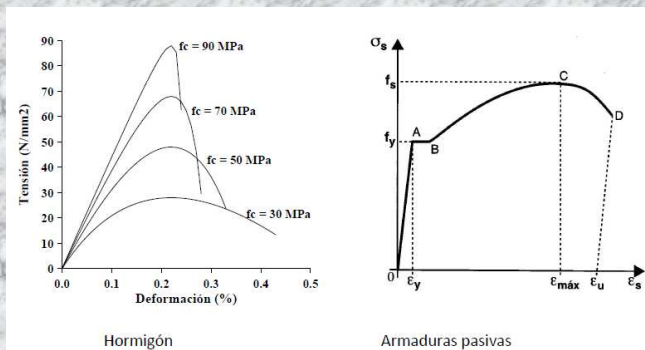 90
80
70
60
50
40
30
20
10
0
Tensión (N/mm2)
fc = 90 MPa
fc = 70 MPa
fc = 50 MPa
fc = 30 MPa
0.0 0.1 0.2 0.3 0.4 0.5
Deformación (%)
Hormigón
σs
fs
fy
A
B
C
D
0
εy
εmáx
εu
εs
Armaduras pasivas